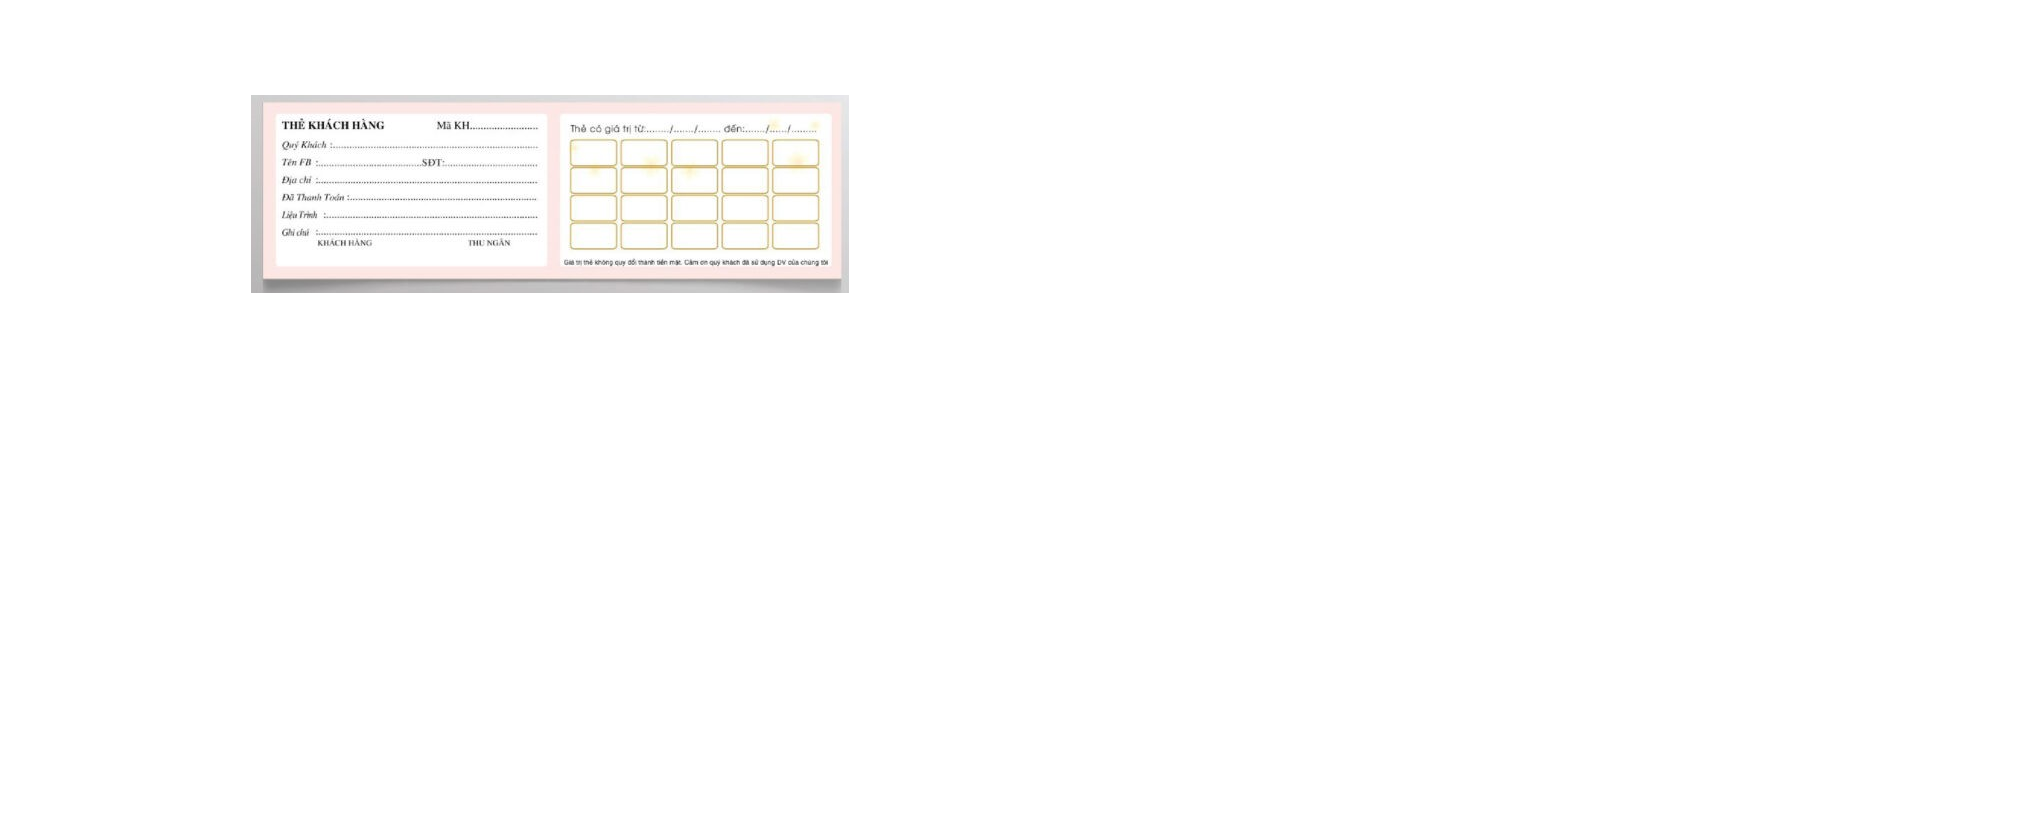 THẺ KHÁCH HÀNG Mã KH.........................
Quý Khách :...............................................................................
Tên FB :........................................SĐT:...................................
Địa chỉ :....................................................................................
Đã Thanh Toán :........................................................................
Liệu Trình :................................................................................
Ghi chú :....................................................................................
KHÁCH HÀNG THU NGÂN
Thẻ có giá trị từ:......../......./........ đến:......./....../.........
Giá trị thẻ không quy đổi thành tiền mặt. Cảm ơn quý khách đã sử dụng DV của chúng tôi